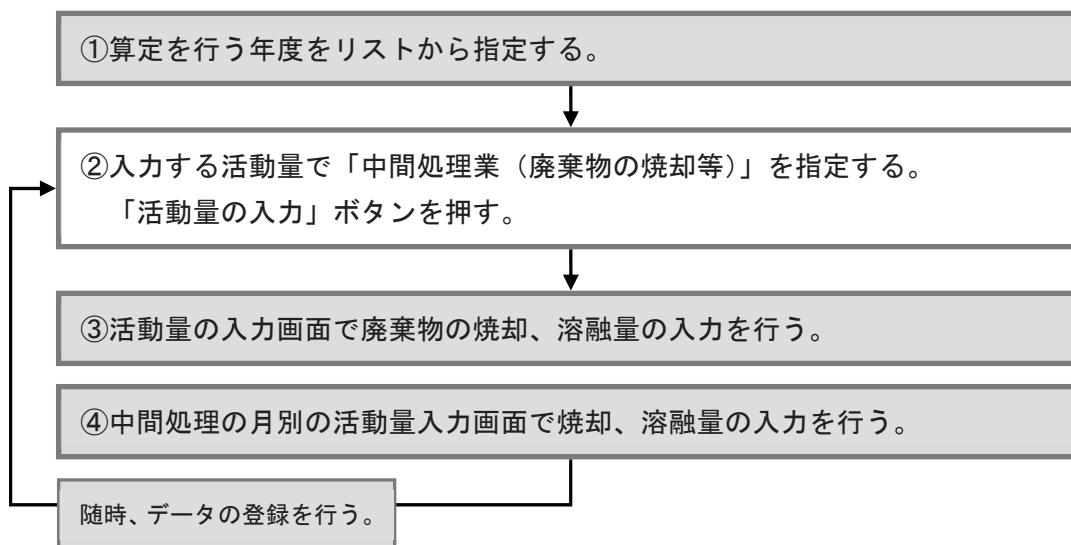 ①算定を行う年度をリストから指定する。
②入力する活動量で「中間処理業（廃棄物の焼却等）」を指定する。
「活動量の入力」ボタンを押す。
③活動量の入力画面で廃棄物の焼却、溶融量の入力を行う。
④中間処理の月別の活動量入力画面で焼却、溶融量の入力を行う。
随時、データの登録を行う。